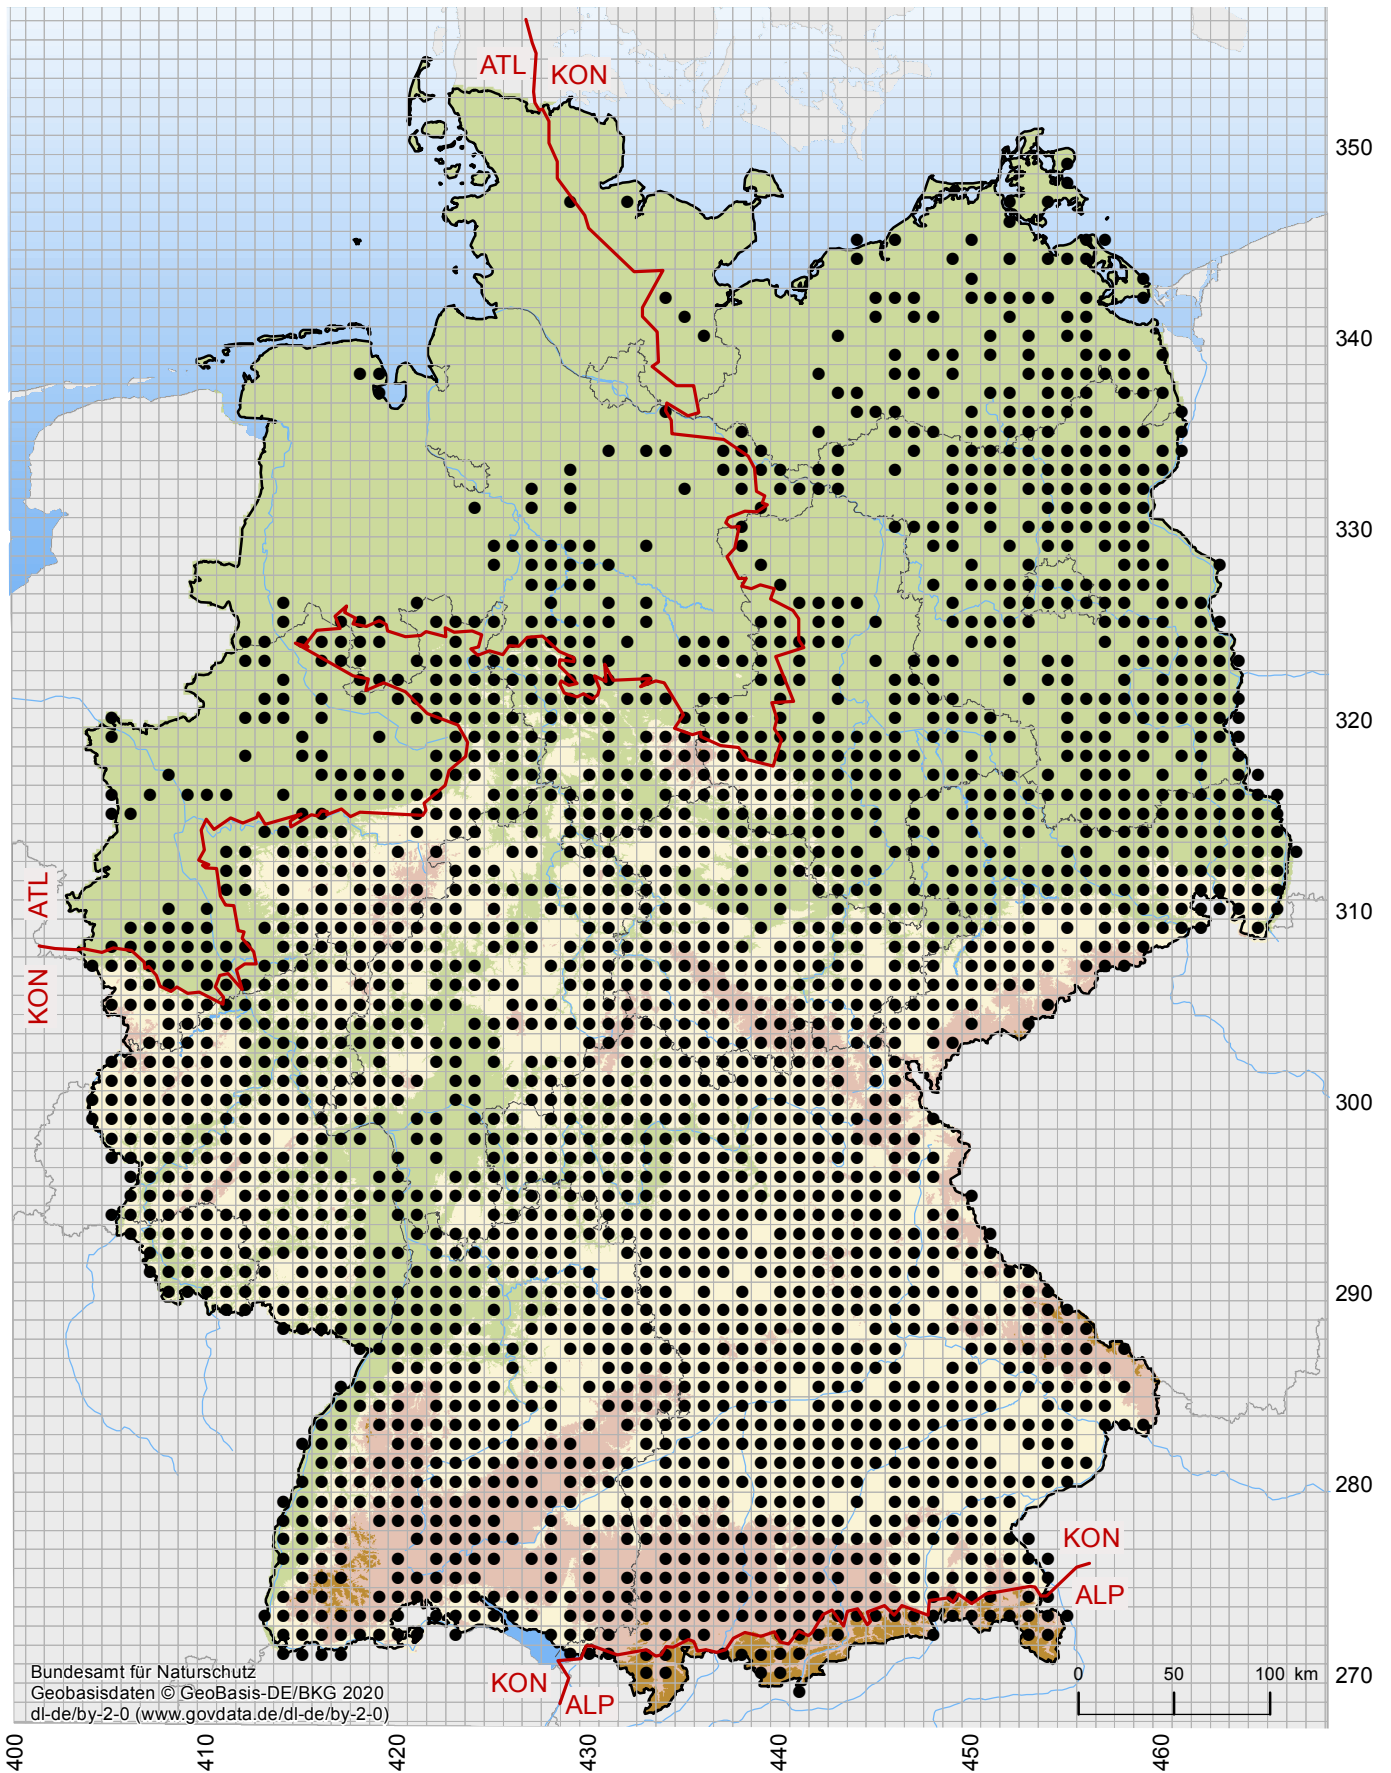 ATL
KON
350
340
330
320
ATL
310
KON
300
290
280
KON
ALP
Bundesamt für Naturschutz
Geobasisdaten © GeoBasis-DE/BKG 2020
dl-de/by-2-0 (www.govdata.de/dl-de/by-2-0)
KON
ALP
0 50 100 km
270
400 410 420 430 440 450 460